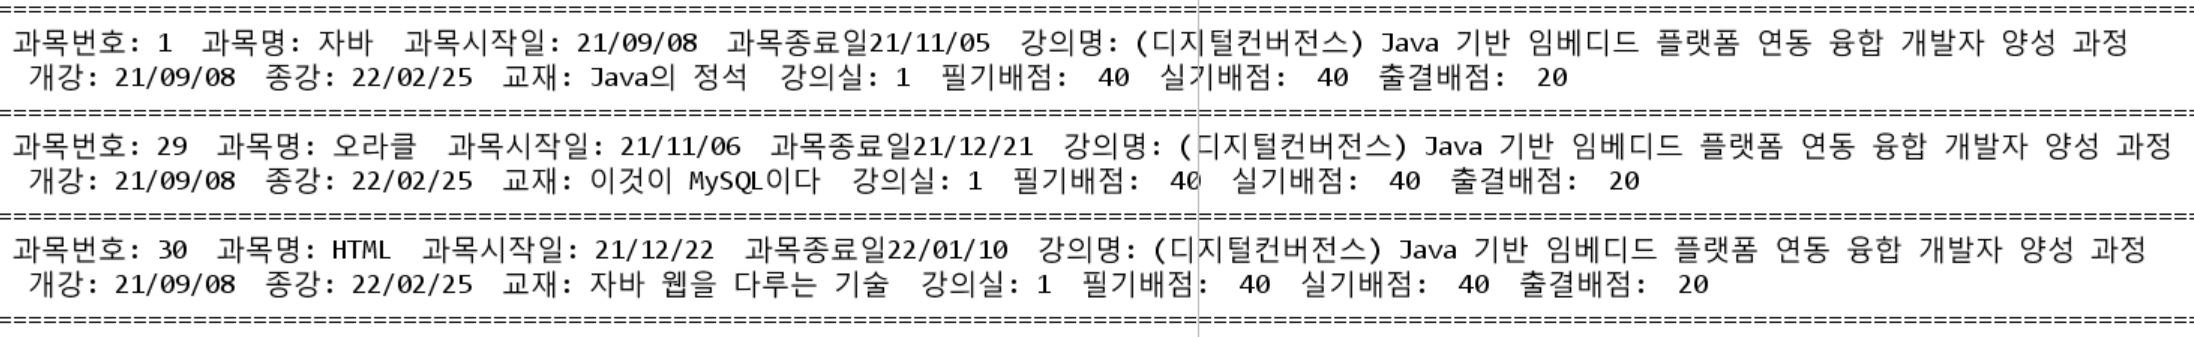 과목번호: 1  과목명: 자바  과목시작일: 21/09/08  과목종료일21/11/05  강의명: (디지털컨버전스) Java 기반 임베디드 플랫폼 연동 융합 개발자 양성 과정
개강: 21/09/08  종강: 22/02/25  교재: Java의 정석  강의실: 1  필기배점:  40  실기배점:  40  출결배점:  20
과목번호: 29  과목명: 오라클  과목시작일: 21/11/06  과목종료일21/12/21  강의명: (디지털컨버전스) Java 기반 임베디드 플랫폼 연동 융합 개발자 양성 과정
개강: 21/09/08  종강: 22/02/25  교재: 이것이 MySQL이다  강의실: 1  필기배점:  40  실기배점:  40  출결배점:  20
과목번호: 30  과목명: HTML  과목시작일: 21/12/22  과목종료일22/01/10  강의명: (디지털컨버전스) Java 기반 임베디드 플랫폼 연동 융합 개발자 양성 과정
개강: 21/09/08  종강: 22/02/25  교재: 자바 웹을 다루는 기술  강의실: 1  필기배점:  40  실기배점:  40  출결배점:  20